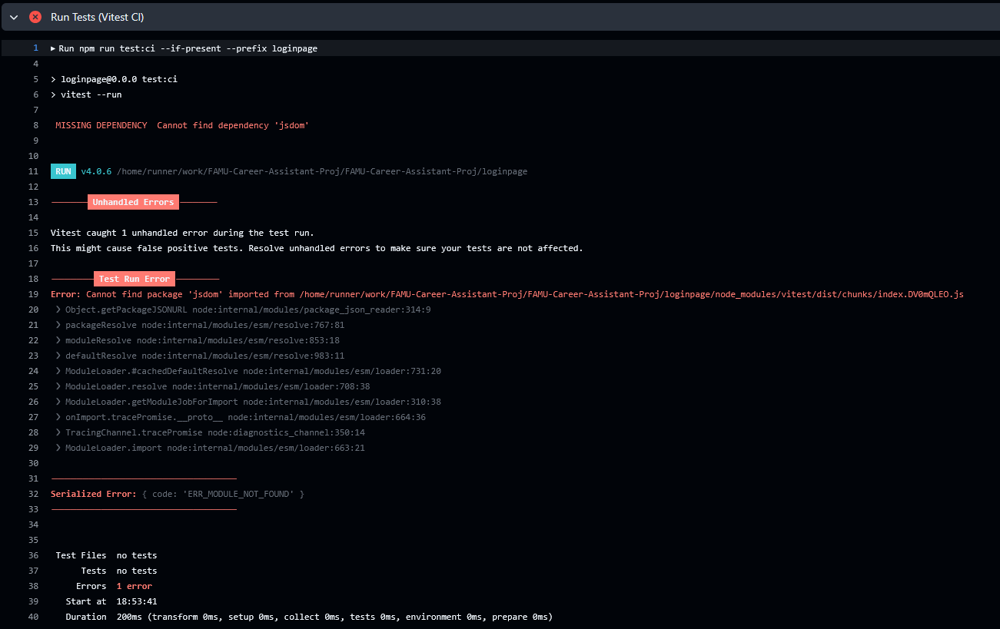 Run Tests (Vitest CI)
1 ▸ Run npm run test:ci --if-present --prefix loginpage
4
5 > loginpage@0.0.0 test:ci
6 > vitest --run
7
8 MISSING DEPENDENCY Cannot find dependency 'jsdom'
9
10
11 RUN v4.0.6 /home/runner/work/FAMU-Career-Assistant-Proj/FAMU-Career-Assistant-Proj/loginpage
12
13 Unhandled Errors
14
15 Vitest caught 1 unhandled error during the test run.
16 This might cause false positive tests. Resolve unhandled errors to make sure your tests are not affected.
17
18 Test Run Error
19 Error: Cannot find package 'jsdom' imported from /home/runner/work/FAMU-Career-Assistant-Proj/FAMU-Career-Assistant-Proj/loginpage/node_modules/vitest/dist/chunks/index.DV0mQLEO.js
20 ❯ Object.getPackageJSONURL node:internal/modules/package_json_reader:314:9
21 ❯ packageResolve node:internal/modules/esm/resolve:767:81
22 ❯ moduleResolve node:internal/modules/esm/resolve:853:18
23 ❯ defaultResolve node:internal/modules/esm/resolve:983:11
24 ❯ ModuleLoader.#cachedDefaultResolve node:internal/modules/esm/loader:731:20
25 ❯ ModuleLoader.resolve node:internal/modules/esm/loader:708:38
26 ❯ ModuleLoader.getModuleJobForImport node:internal/modules/esm/loader:310:38
27 ❯ onImport.tracePromise.__proto__ node:internal/modules/esm/loader:664:36
28 ❯ TracingChannel.tracePromise node:diagnostics_channel:350:14
29 ❯ ModuleLoader.import node:internal/modules/esm/loader:663:21
30
31
32 Serialized Error: { code: 'ERR_MODULE_NOT_FOUND' }
33
34
35
36 Test Files no tests
37 Tests no tests
38 Errors 1 error
39 Start at 18:53:41
40 Duration 200ms (transform 0ms, setup 0ms, collect 0ms, tests 0ms, environment 0ms, prepare 0ms)